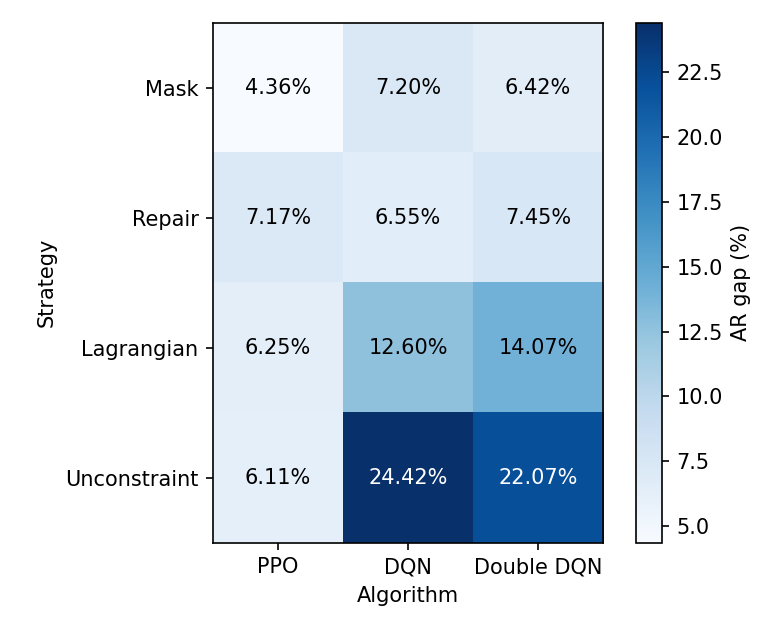 Strategy
Mask 4.36% 7.20% 6.42%
Repair 7.17% 6.55% 7.45%
Lagrangian 6.25% 12.60% 14.07%
Unconstraint 6.11% 24.42% 22.07%
PPO DQN Double DQN
Algorithm
22.5
20.0
17.5
15.0
12.5
10.0
7.5
5.0
AR gap (%)